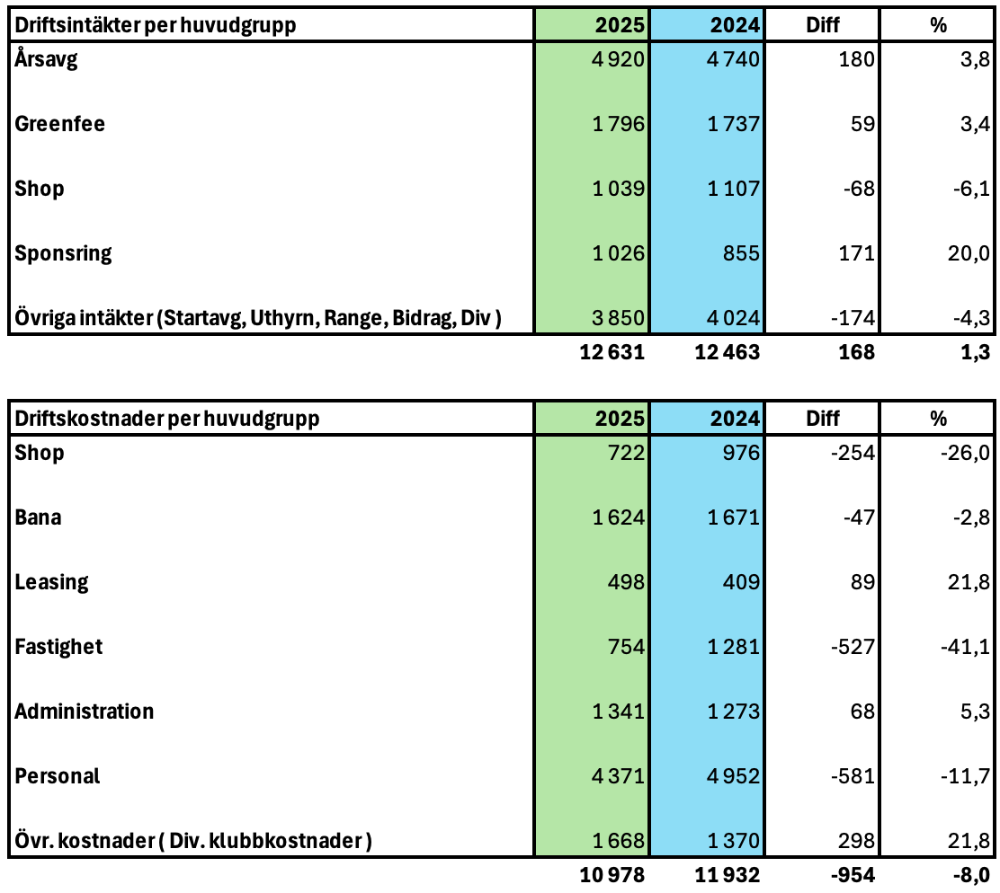 Driftsintäkter per huvudgrupp 2025 2024 Diff %
Årsavg 4 920 4 740 180 3,8
Greenfee 1 796 1 737 59 3,4
Shop 1 039 1 107 -68 -6,1
Sponsring 1 026 855 171 20,0
Övriga intäkter (Startavg, Uthyrn, Range, Bidrag, Div ) 3 850 4 024 -174 -4,3
12 631 12 463 168 1,3
Driftskostnader per huvudgrupp 2025 2024 Diff %
Shop 722 976 -254 -26,0
Bana 1 624 1 671 -47 -2,8
Leasing 498 409 89 21,8
Fastighet 754 1 281 -527 -41,1
Administration 1 341 1 273 68 5,3
Personal 4 371 4 952 -581 -11,7
Övr. kostnader ( Div. klubbkostnader ) 1 668 1 370 298 21,8
10 978 11 932 -954 -8,0